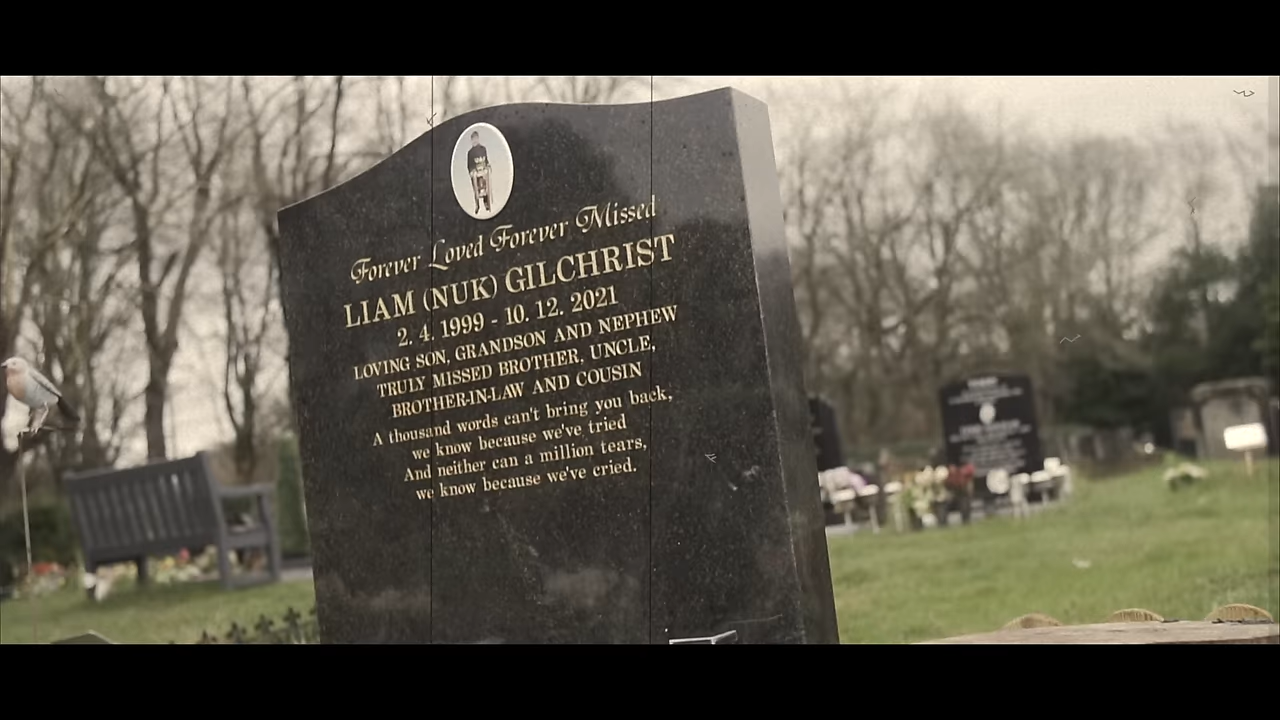 Forever Loved Forever Missed
LIAM (NUK) GILCHRIST
2. 4. 1999 - 10. 12. 2021
LOVING SON, GRANDSON AND NEPHEW
TRULY MISSED BROTHER, UNCLE,
BROTHER-IN-LAW AND COUSIN
A thousand words can't bring you back,
we know because we've tried
And neither can a million tears,
we know because we've cried.